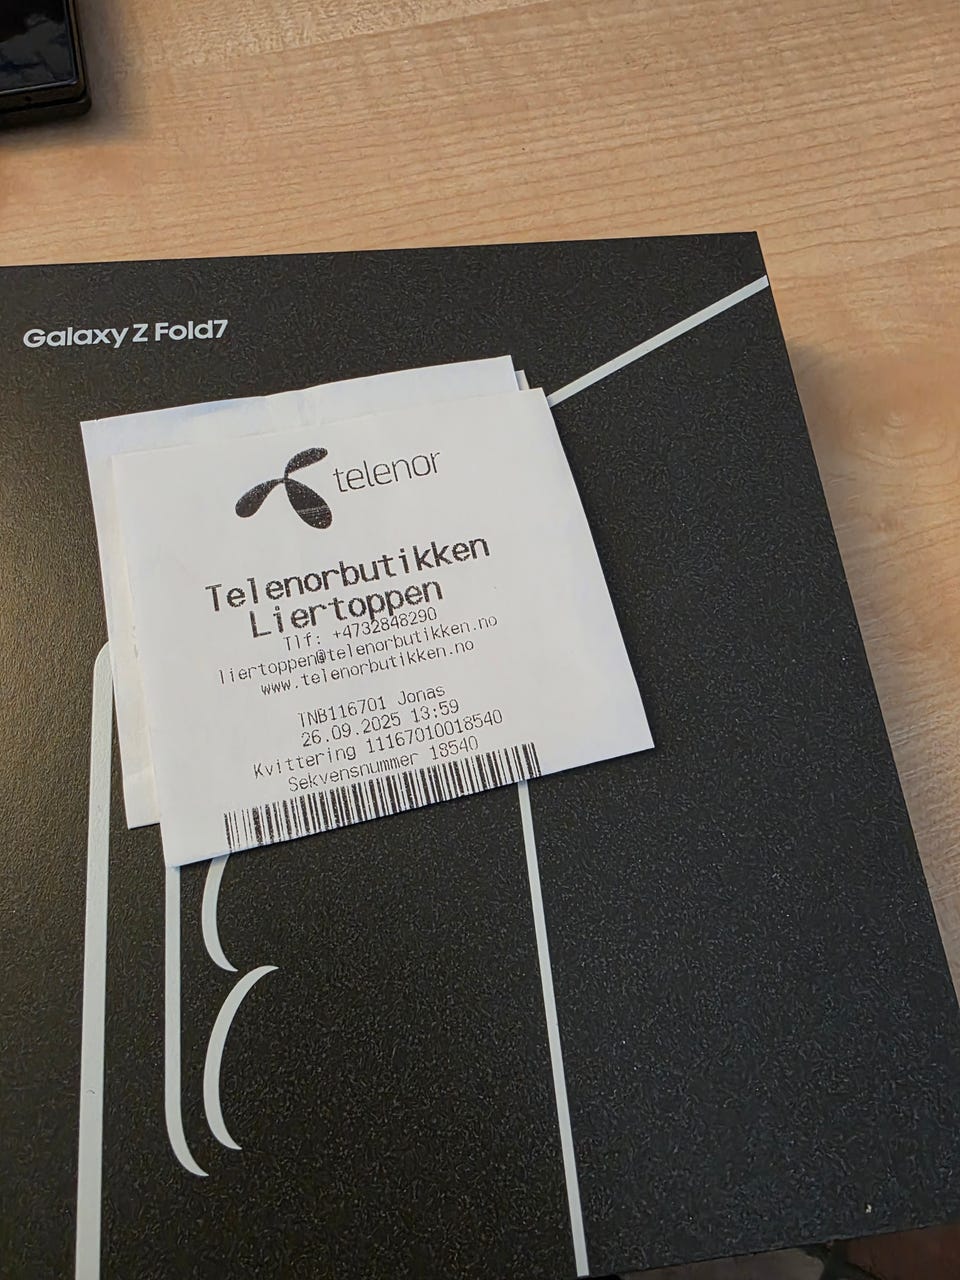 Galaxy Z Fold7
telenor
Telenorbutikken
Liertoppen
Tlf: +4732848290
liertoppen@telenorbutikken.no
www.telenorbutikken.no
TNB116701 Jonas
26.09.2025 13:59
Kvittering 11167010018540
Sekvensnummer 18540